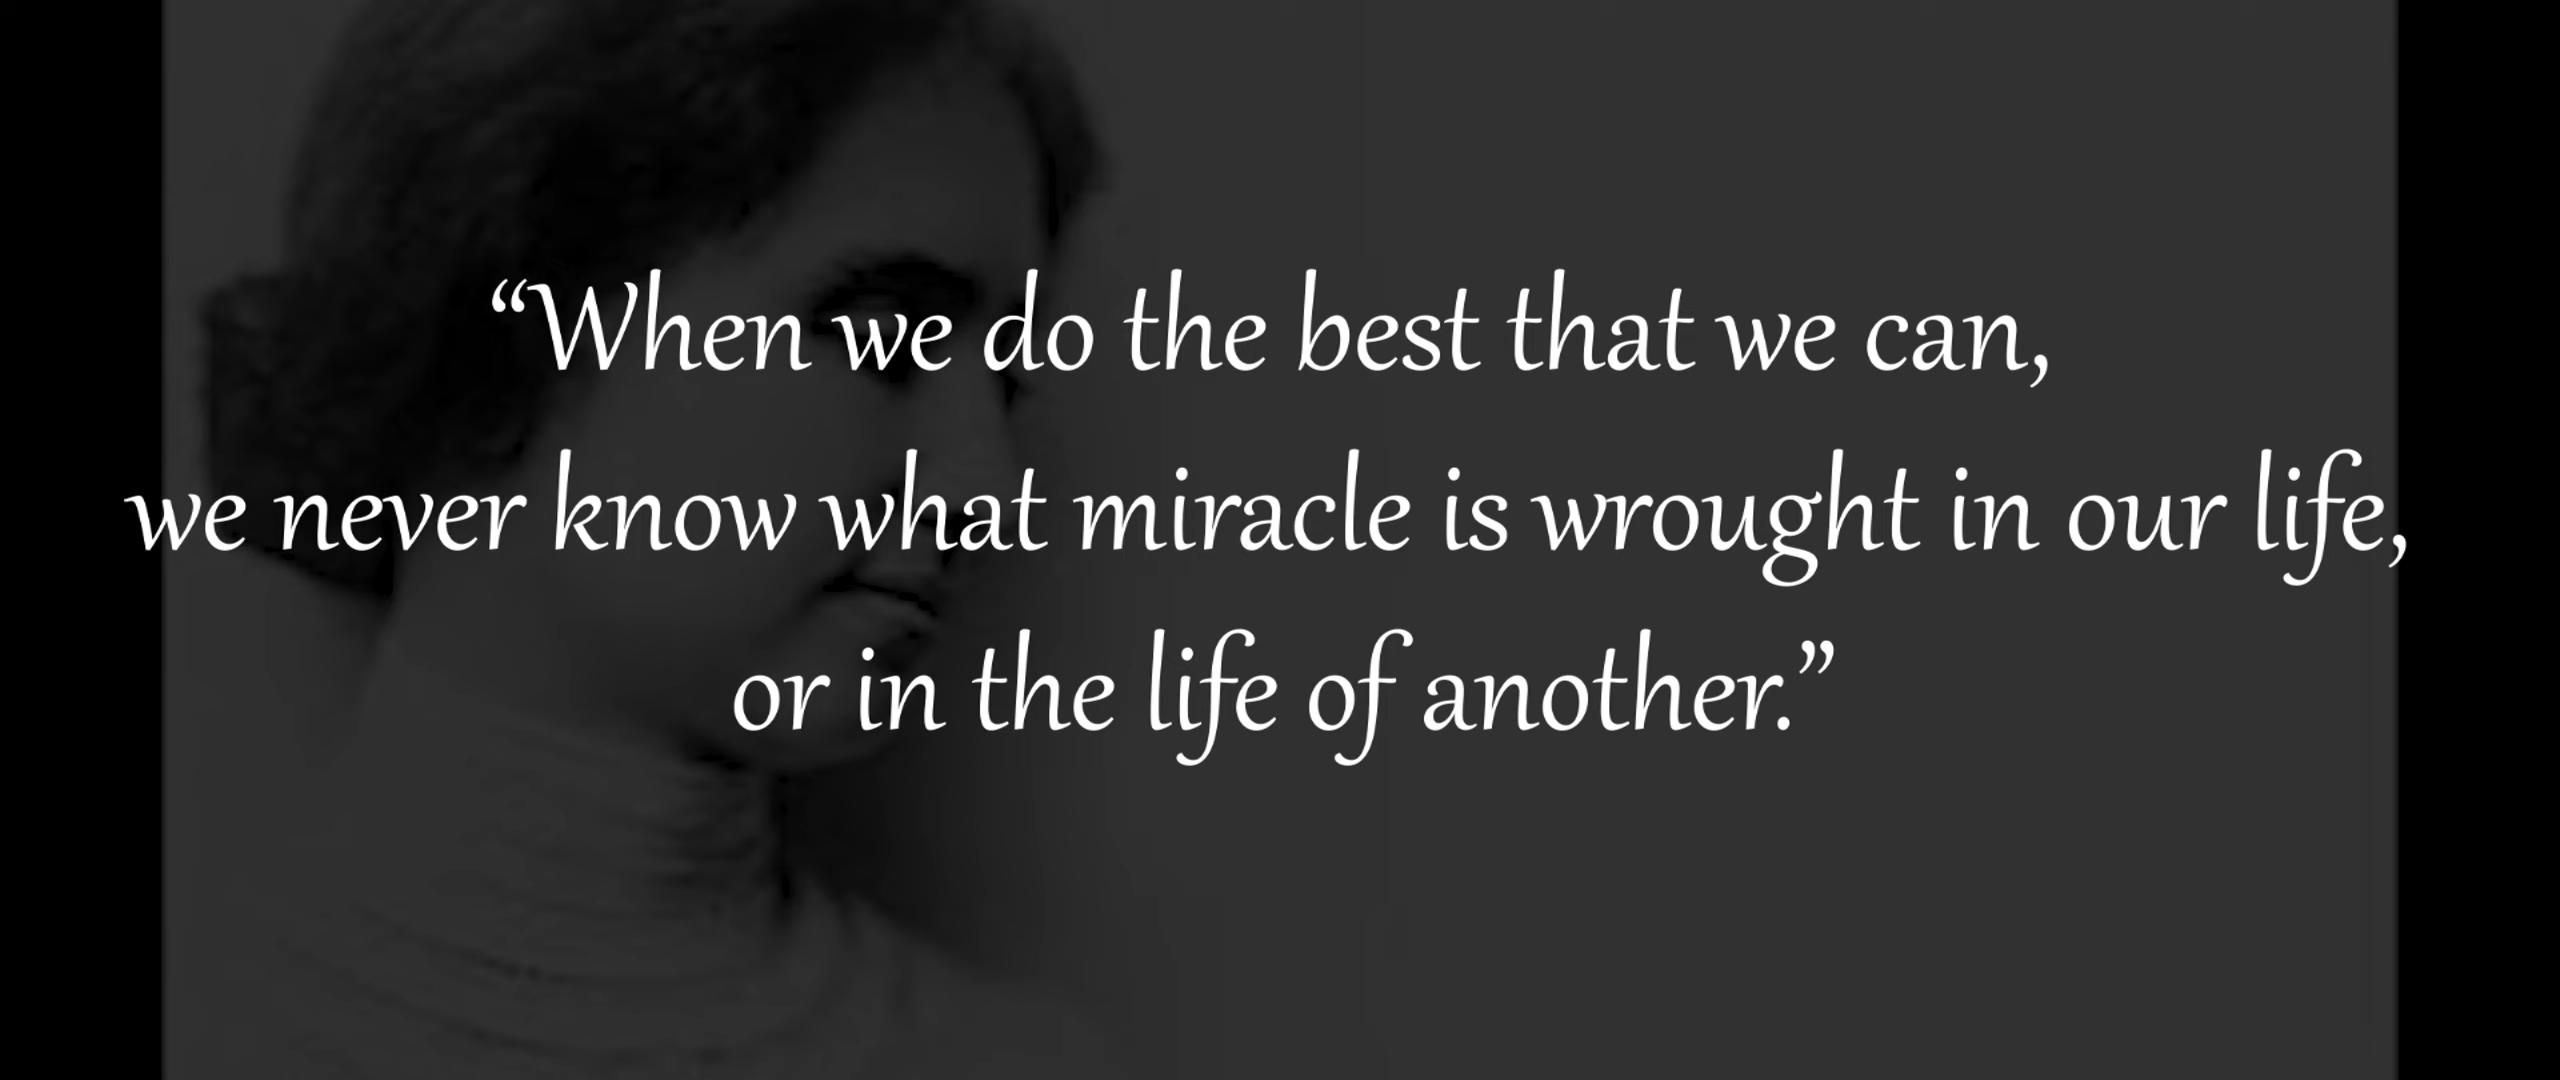 “When we do the best that we can,
we never know what miracle is wrought in our life,
or in the life of another.”